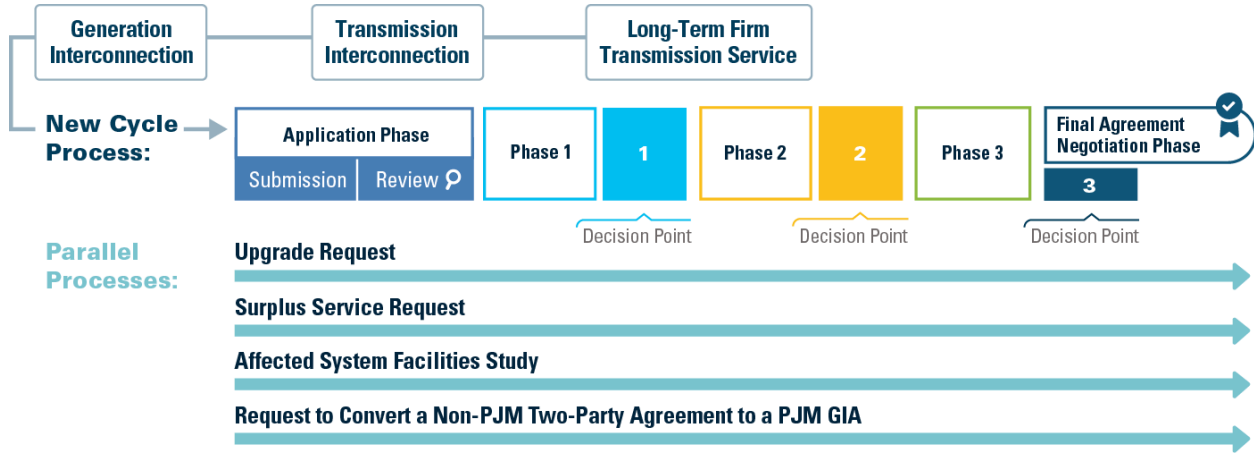 Generation
Interconnection
Transmission
Interconnection
Long-Term Firm
Transmission Service
New Cycle
Process:
Application Phase
Submission
Review
Phase 1
1
Phase 2
2
Phase 3
Final Agreement
Negotiation Phase
3
Decision Point
Decision Point
Decision Point
Parallel
Processes:
Upgrade Request
Surplus Service Request
Affected System Facilities Study
Request to Convert a Non-PJM Two-Party Agreement to a PJM GIA